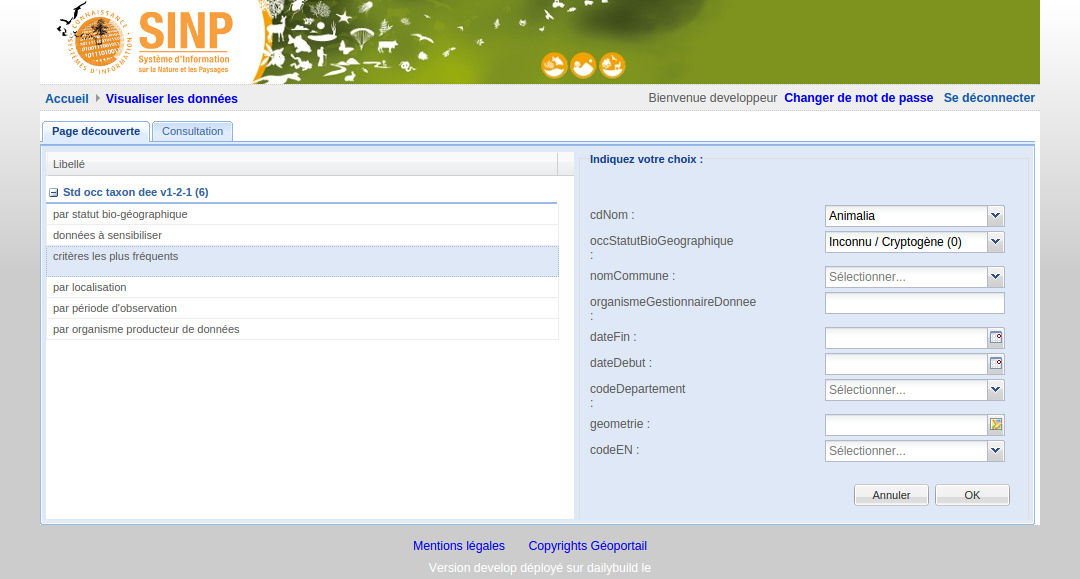 SINP
Système d'Information
sur la Nature et les Paysages
Accueil Visualiser les données
Bienvenue developpeur Changer de mot de passe Se déconnecter
Page découverte Consultation
Libellé
Std occ taxon dee v1-2-1 (6)
par statut bio-géographique
données à sensibiliser
critères les plus fréquents
par localisation
par période d'observation
par organisme producteur de données
Indiquez votre choix :
cdNom : Animalia
occStatutBioGeographique : Inconnu / Cryptogène (0)
nomCommune : Sélectionner...
organismeGestionnaireDonnee :
dateFin :
dateDebut :
codeDepartement : Sélectionner...
geometrie :
codeEN : Sélectionner...
Annuler OK
Mentions légales Copyrights Géoportail
Version develop déployé sur dailybuild le